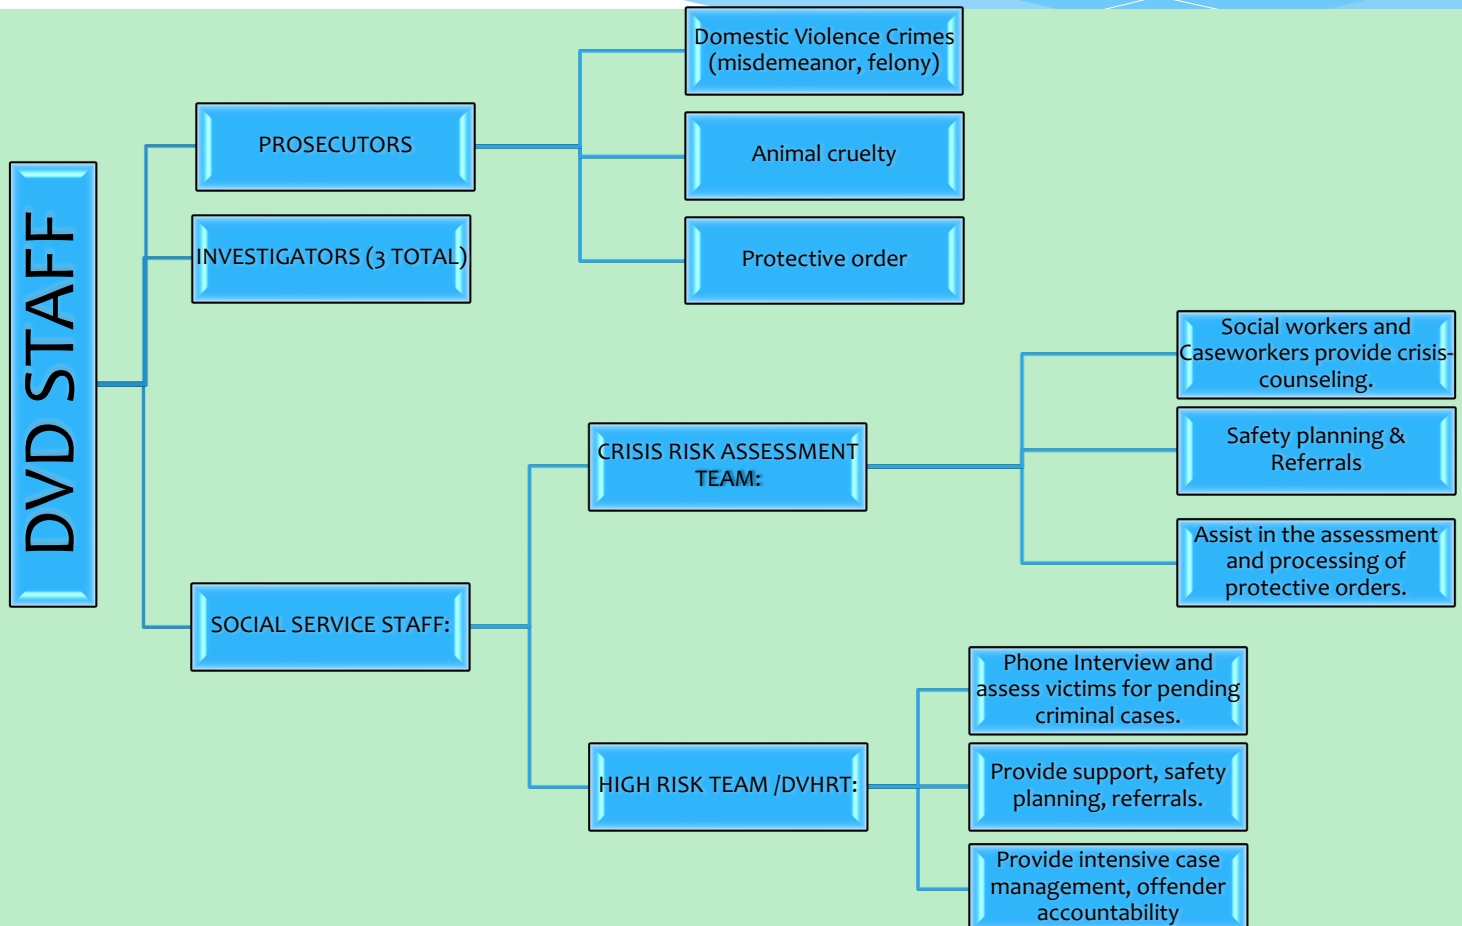 DVD STAFF
PROSECUTORS
Domestic Violence Crimes
(misdemeanor, felony)
Animal cruelty
Protective order
INVESTIGATORS (3 TOTAL)
SOCIAL SERVICE STAFF:
CRISIS RISK ASSESSMENT
TEAM:
Social workers and
Caseworkers provide crisis-
counseling.
Safety planning &
Referrals
Assist in the assessment
and processing of
protective orders.
HIGH RISK TEAM /DVHRT:
Phone Interview and
assess victims for pending
criminal cases.
Provide support, safety
planning, referrals.
Provide intensive case
management, offender
accountability